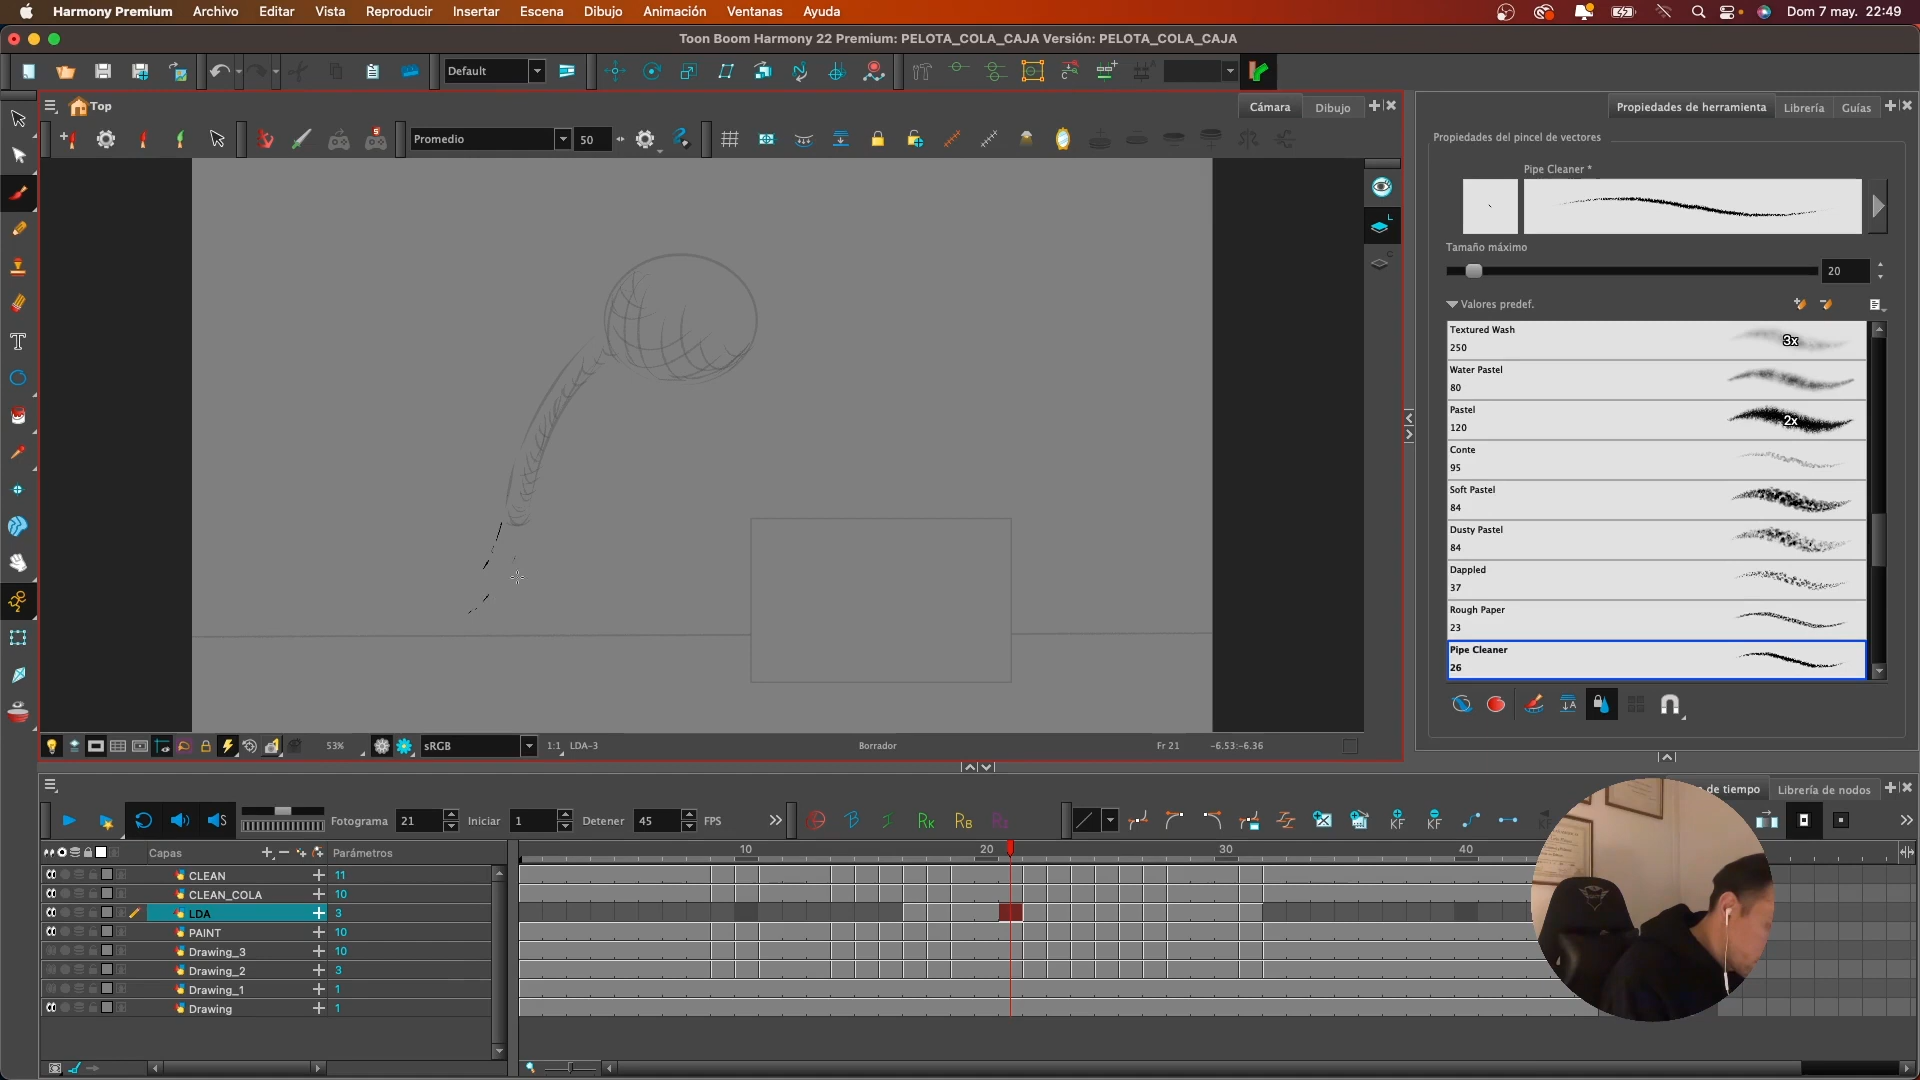 Harmony Premium Archivo Editar Vista Reproducir Insertar Escena Dibujo Animación Ventanas Ayuda Dom 7 may. 22:49
Toon Boom Harmony 22 Premium: PELOTA_COLA_CAJA Versión: PELOTA_COLA_CAJA
Default
Top
Cámara
Dibujo
Promedio
50
Propiedades de herramienta
Librería
Guías
Propiedades del pincel de vectores
Pipe Cleaner *
Tamaño máximo
20
Valores predef.
Textured Wash
250
3x
Water Pastel
80
Pastel
120
2x
Conte
95
Soft Pastel
84
Dusty Pastel
84
Dappled
37
Rough Paper
23
Pipe Cleaner
26
53%
sRGB
1:1
LDA-3
Borrador
Fr 21
-6.53:-6.36
Fotograma 21 Iniciar 1 Detener 45 FPS
de tiempo
Librería de nodos
Capas
Parámetros
10 20 30 40
CLEAN 11
CLEAN_COLA 10
LDA 3
PAINT 10
Drawing_3 10
Drawing_2 3
Drawing_1 1
Drawing 1